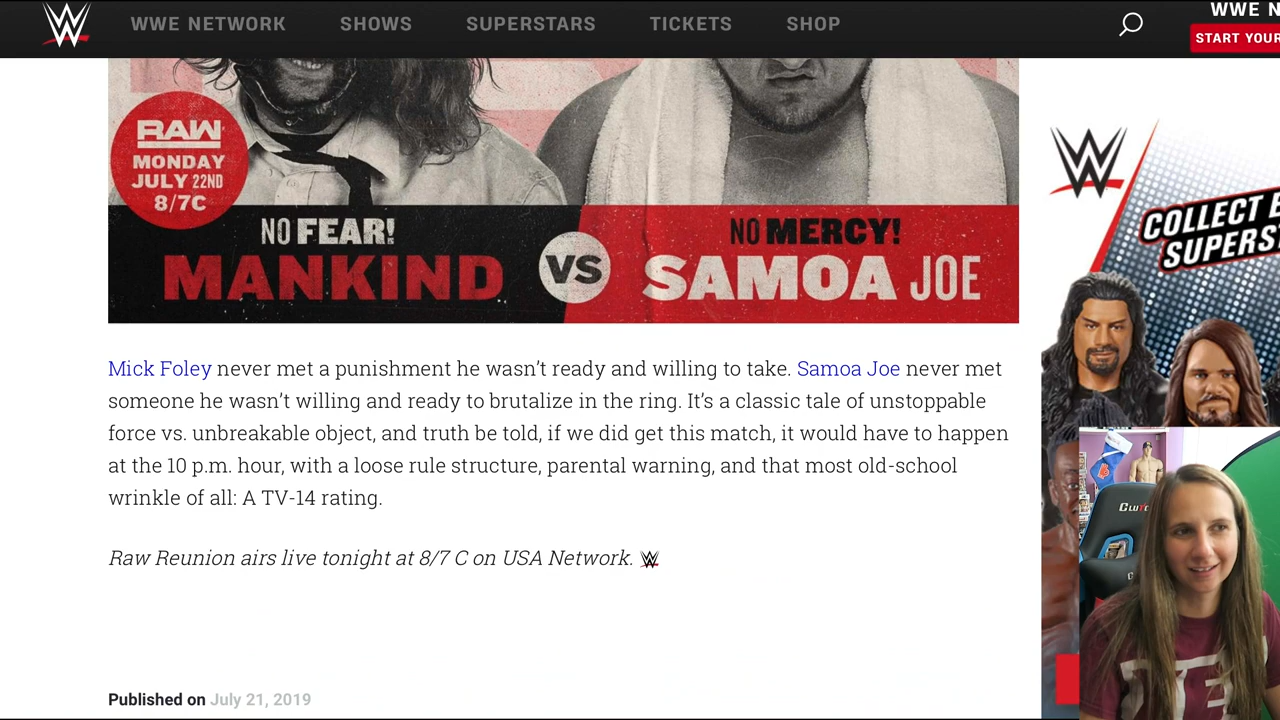 WWE NETWORK SHOWS SUPERSTARS TICKETS SHOP
WWE N
START YOUR
RAW
MONDAY
JULY 22ND
8/7C
NO FEAR!
MANKIND
VS
NO MERCY!
SAMOA JOE
COLLECT E
SUPERST
Mick Foley never met a punishment he wasn’t ready and willing to take. Samoa Joe never met
someone he wasn’t willing and ready to brutalize in the ring. It’s a classic tale of unstoppable
force vs. unbreakable object, and truth be told, if we did get this match, it would have to happen
at the 10 p.m. hour, with a loose rule structure, parental warning, and that most old-school
wrinkle of all: A TV-14 rating.
Raw Reunion airs live tonight at 8/7 C on USA Network.
Published on July 21, 2019